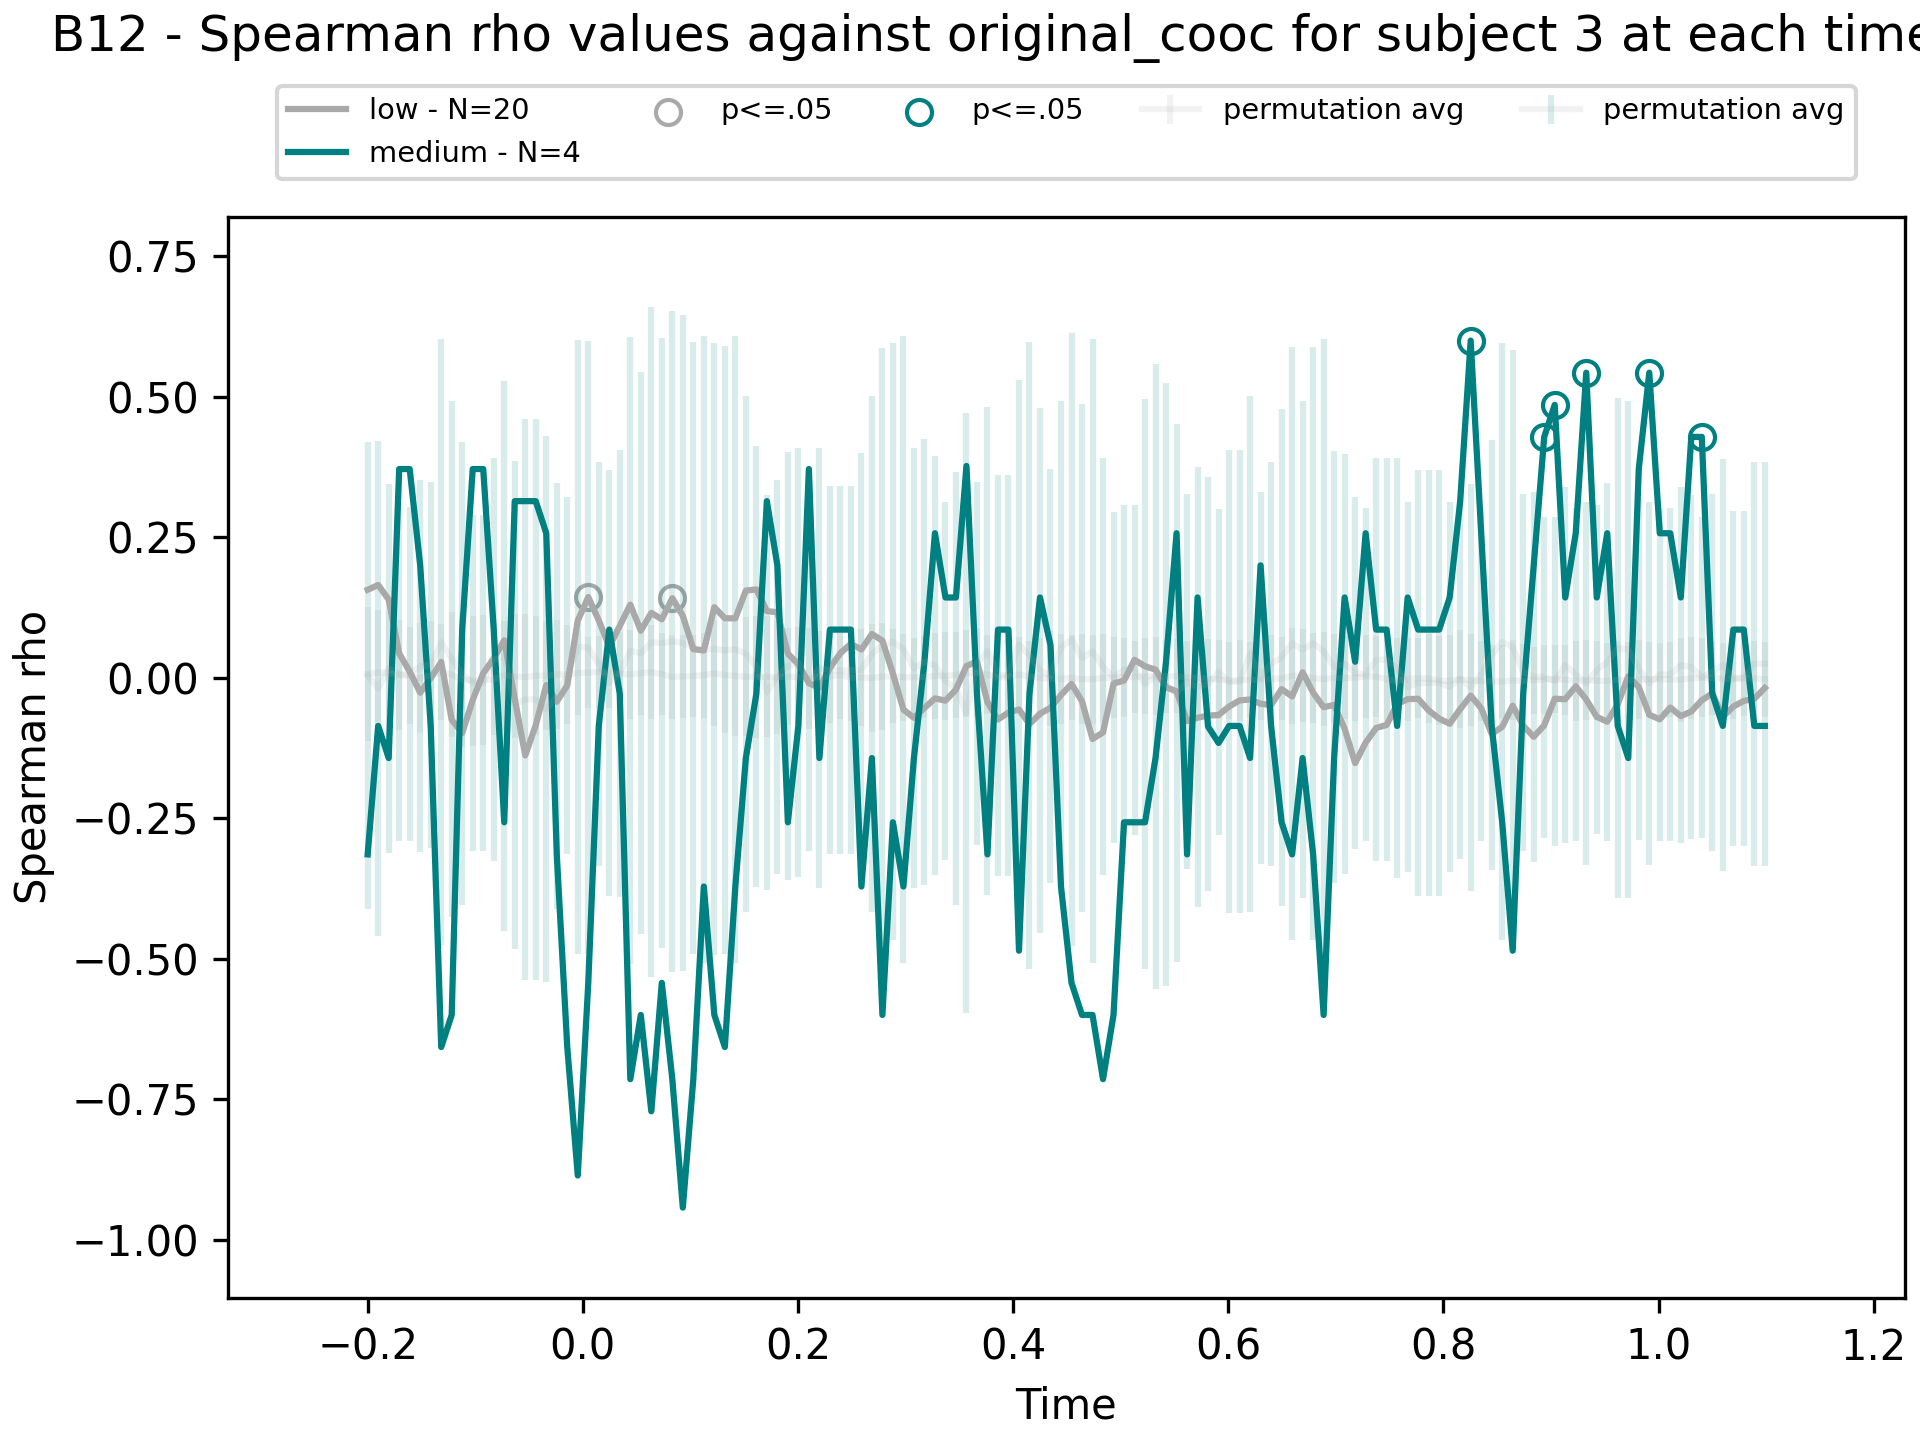 B12 - Spearman rho values against original_cooc for subject 3 at each time
low - N=20
medium - N=4
p<=.05
p<=.05
permutation avg
permutation avg
Spearman rho
0.75
0.50
0.25
0.00
−0.25
−0.50
−0.75
−1.00
−0.2
0.0
0.2
0.4
0.6
0.8
1.0
1.2
Time